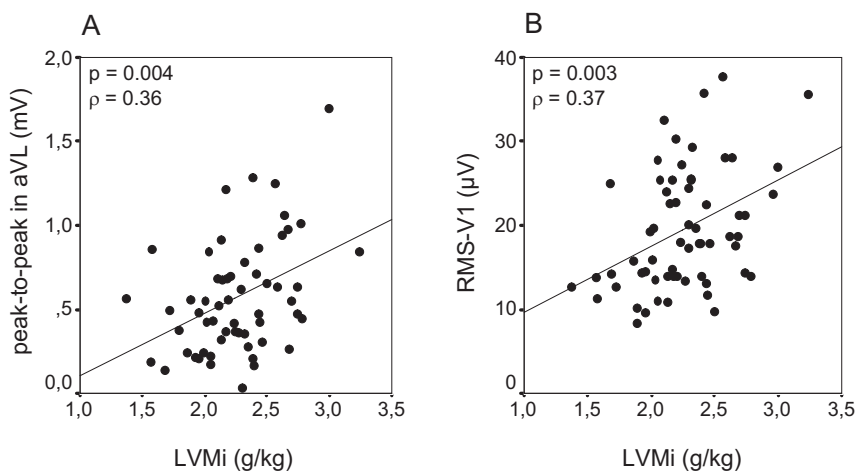 A
2,0
p = 0.004
ρ = 0.36
1,5
1,0
,5
0,0
peak-to-peak in aVL (mV)
1,0 1,5 2,0 2,5 3,0 3,5
LVMi (g/kg)
B
40
p = 0.003
ρ = 0.37
30
20
10
0
RMS-V1 (µV)
1,0 1,5 2,0 2,5 3,0 3,5
LVMi (g/kg)